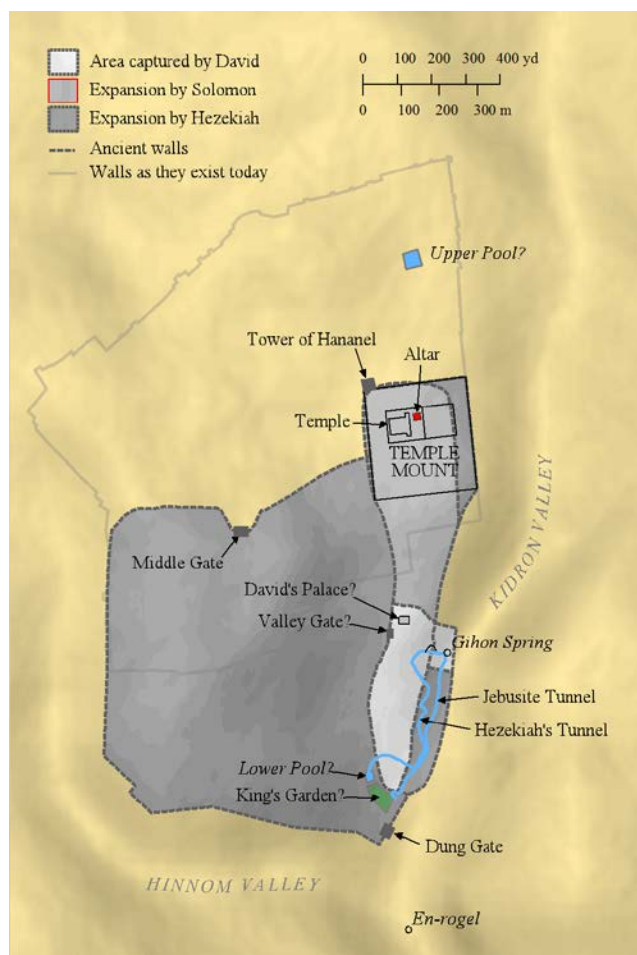 Area captured by David
Expansion by Solomon
Expansion by Hezekiah
Ancient walls
Walls as they exist today
0 100 200 300 400 yd
0 100 200 300 m
Upper Pool?
Tower of Hananel
Altar
Temple
TEMPLE
MOUNT
KIDRON VALLEY
Middle Gate
David's Palace?
Valley Gate?
Gihon Spring
Jebusite Tunnel
Hezekiah's Tunnel
Lower Pool?
King's Garden?
Dung Gate
HINNOM VALLEY
En-rogel